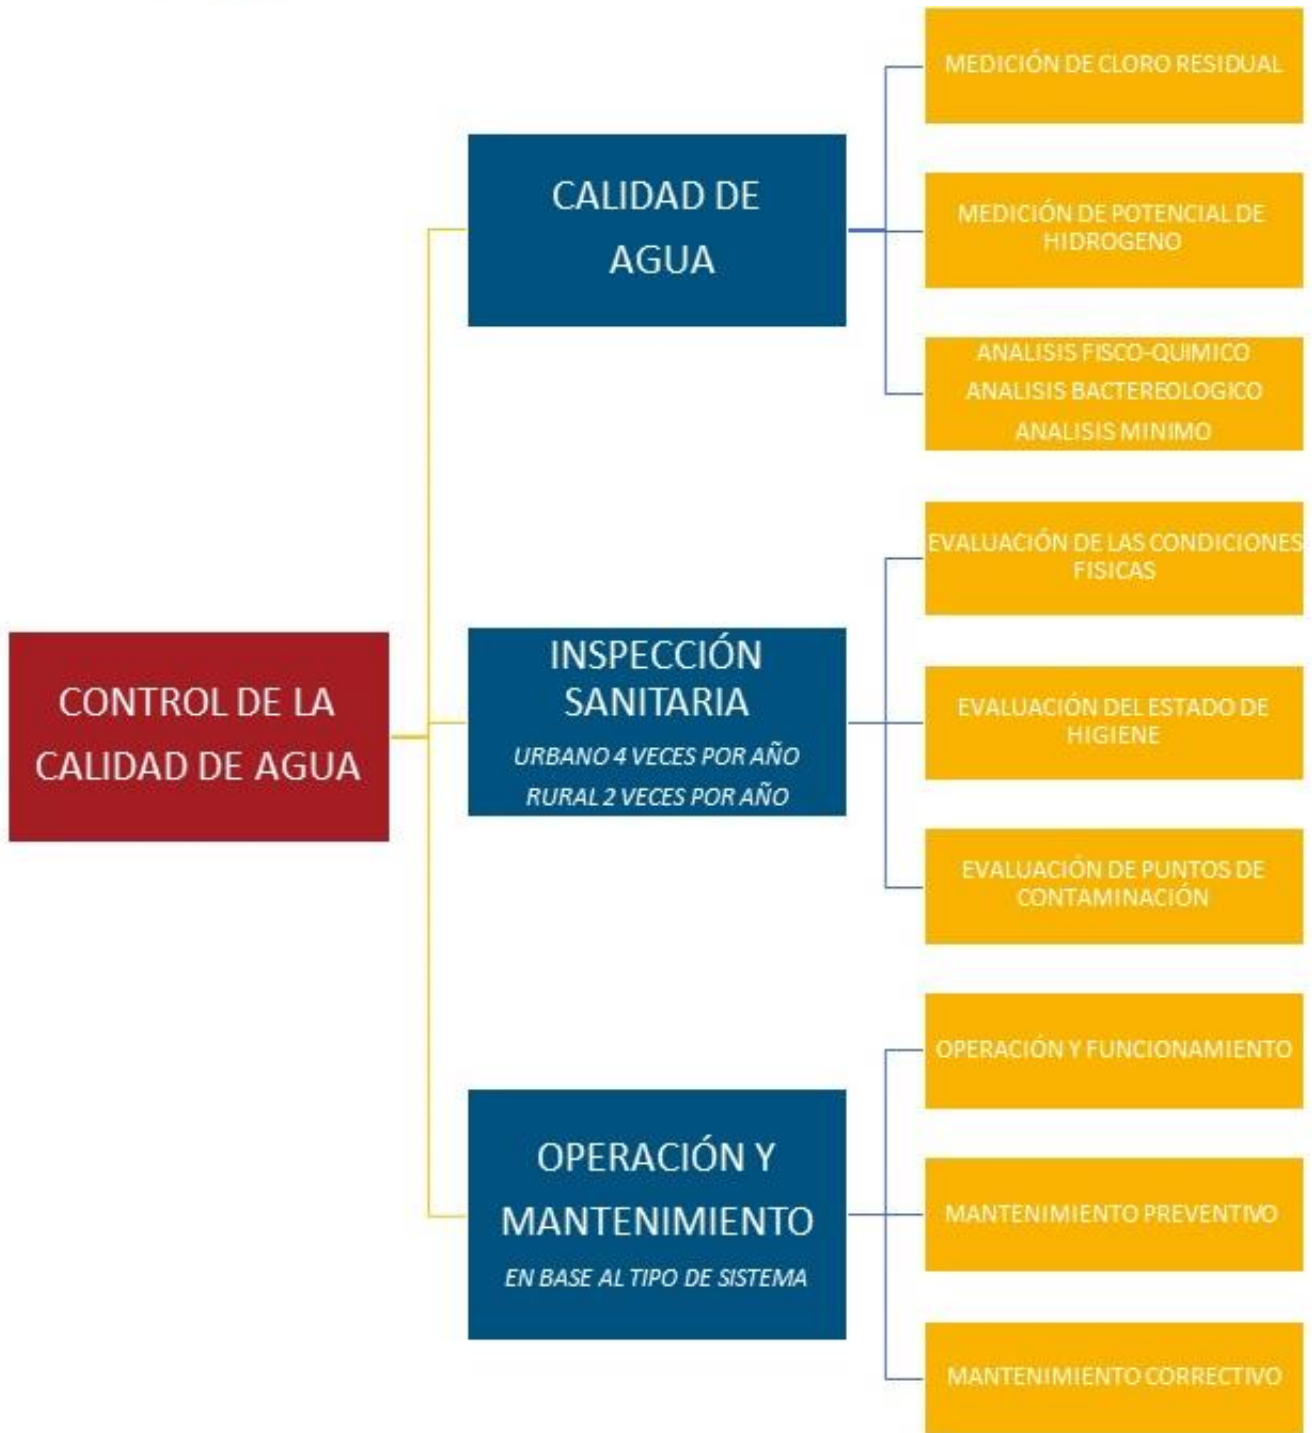 CONTROL DE LA
CALIDAD DE AGUA
CALIDAD DE
AGUA
MEDICIÓN DE CLORO RESIDUAL
MEDICIÓN DE POTENCIAL DE
HIDROGENO
ANALISIS FISCO-QUIMICO
ANALISIS BACTEREOLOGICO
ANALISIS MINIMO
INSPECCIÓN
SANITARIA
URBANO 4 VECES POR AÑO
RURAL 2 VECES POR AÑO
EVALUACIÓN DE LAS CONDICIONES
FISICAS
EVALUACIÓN DEL ESTADO DE
HIGIENE
EVALUACIÓN DE PUNTOS DE
CONTAMINACIÓN
OPERACIÓN Y
MANTENIMIENTO
EN BASE AL TIPO DE SISTEMA
OPERACIÓN Y FUNCIONAMIENTO
MANTENIMIENTO PREVENTIVO
MANTENIMIENTO CORRECTIVO